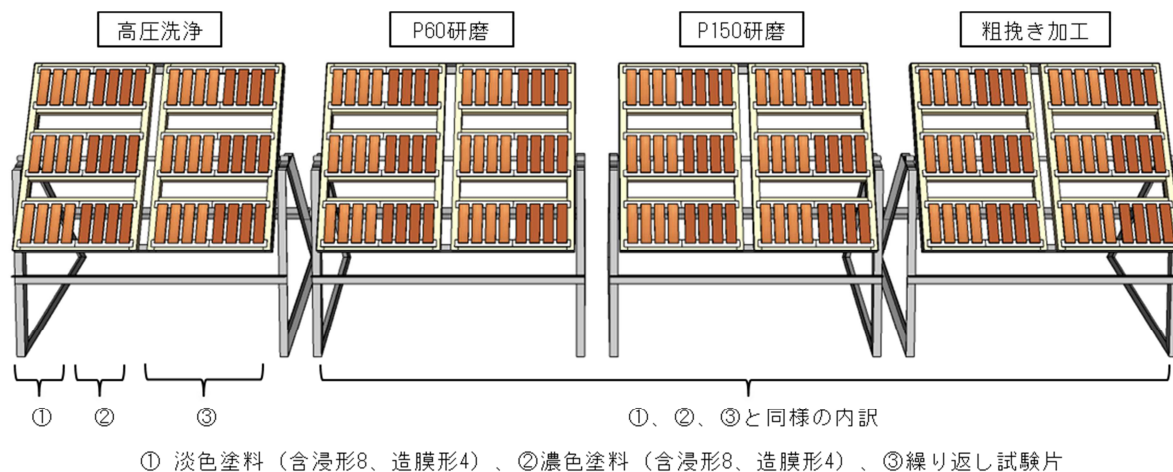 高圧洗浄
P60研磨
P150研磨
粗挽き加工
① ② ③
①、②、③と同様の内訳
① 淡色塗料（含浸形8、造膜形4）、②濃色塗料（含浸形8、造膜形4）、③繰り返し試験片